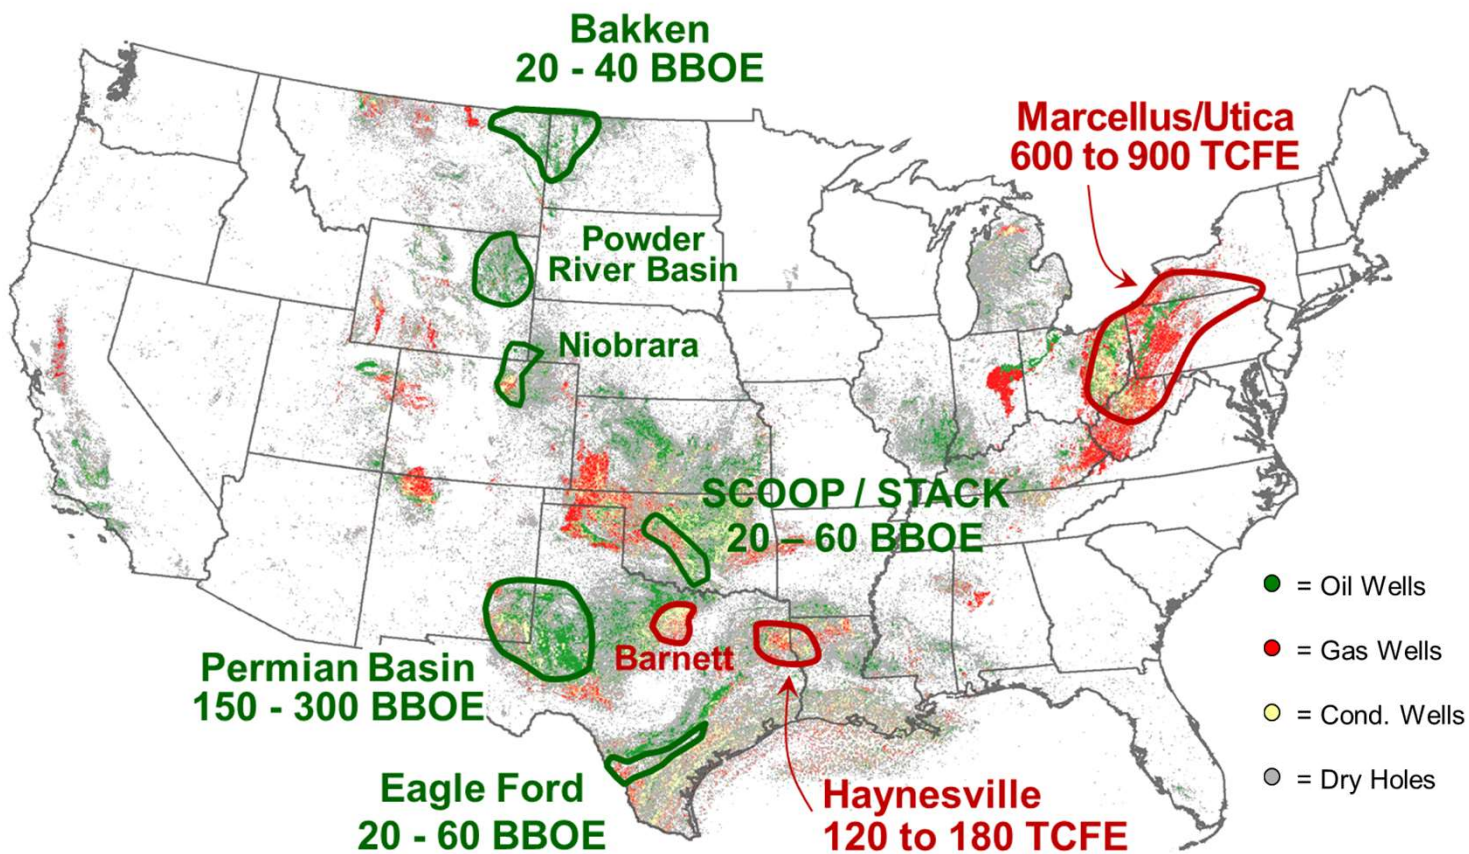 Bakken
20 - 40 BBOE
Marcellus/Utica
600 to 900 TCFE
Powder
River Basin
Niobrara
SCOOP / STACK
20 – 60 BBOE
= Oil Wells
= Gas Wells
= Cond. Wells
= Dry Holes
Barnett
Permian Basin
150 - 300 BBOE
Eagle Ford
20 - 60 BBOE
Haynesville
120 to 180 TCFE